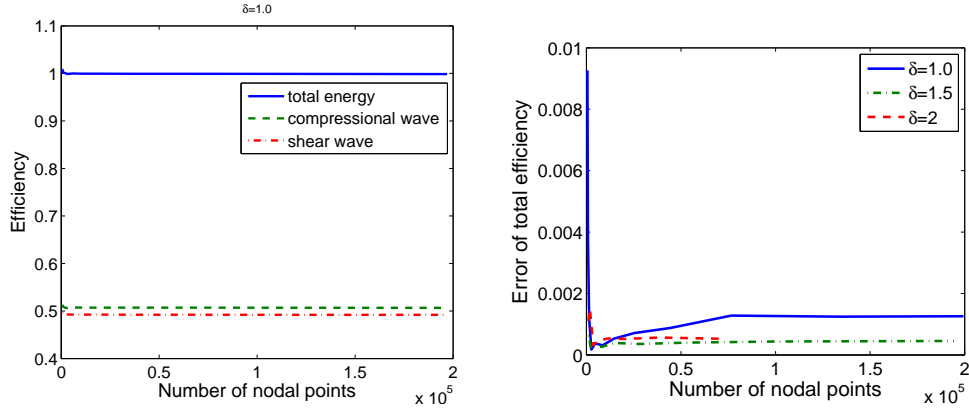 δ=1.0
1.1
1
0.9
0.8
0.7
0.6
0.5
0.4
Efficiency
total energy
compressional wave
shear wave
0 0.5 1 1.5 2
x 10^5
Number of nodal points
0.01
0.008
0.006
0.004
0.002
0
Error of total efficiency
δ=1.0
δ=1.5
δ=2
0 0.5 1 1.5 2
x 10^5
Number of nodal points